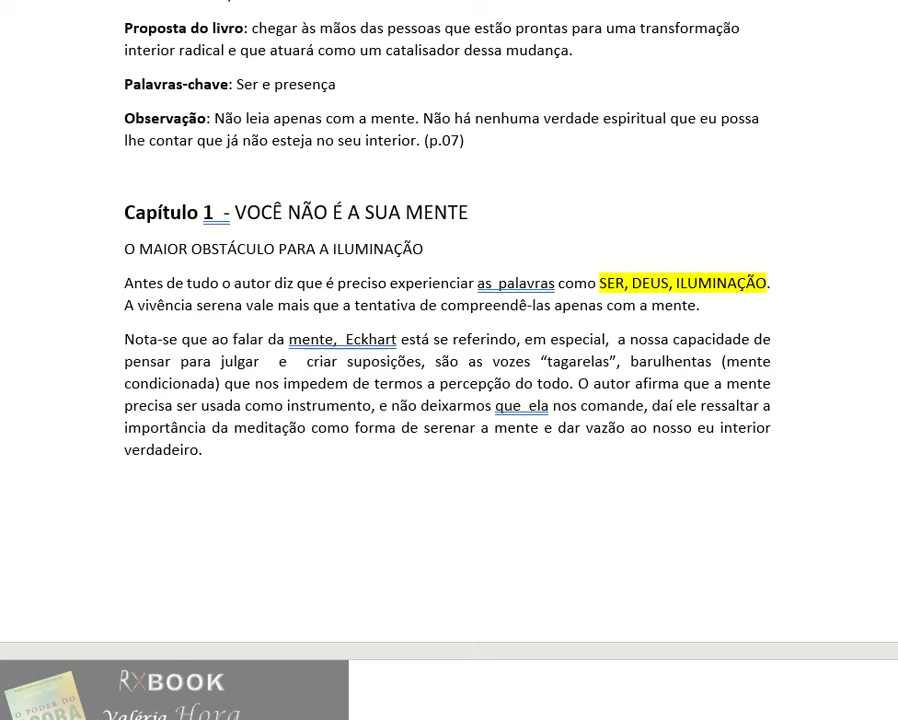 Proposta do livro: chegar às mãos das pessoas que estão prontas para uma transformação
interior radical e que atuará como um catalisador dessa mudança.
Palavras-chave: Ser e presença
Observação: Não leia apenas com a mente. Não há nenhuma verdade espiritual que eu possa
lhe contar que já não esteja no seu interior. (p.07)
Capítulo 1 - VOCÊ NÃO É A SUA MENTE
O MAIOR OBSTÁCULO PARA A ILUMINAÇÃO
Antes de tudo o autor diz que é preciso experienciar as palavras como SER, DEUS, ILUMINAÇÃO.
A vivência serena vale mais que a tentativa de compreendê-las apenas com a mente.
Nota-se que ao falar da mente, Eckhart está se referindo, em especial, a nossa capacidade de
pensar para julgar e criar suposições, são as vozes “tagarelas”, barulhentas (mente
condicionada) que nos impedem de termos a percepção do todo. O autor afirma que a mente
precisa ser usada como instrumento, e não deixarmos que ela nos comande, daí ele ressaltar a
importância da meditação como forma de serenar a mente e dar vazão ao nosso eu interior
verdadeiro.
RXBOOK
O PODER DO
Valéria Hora